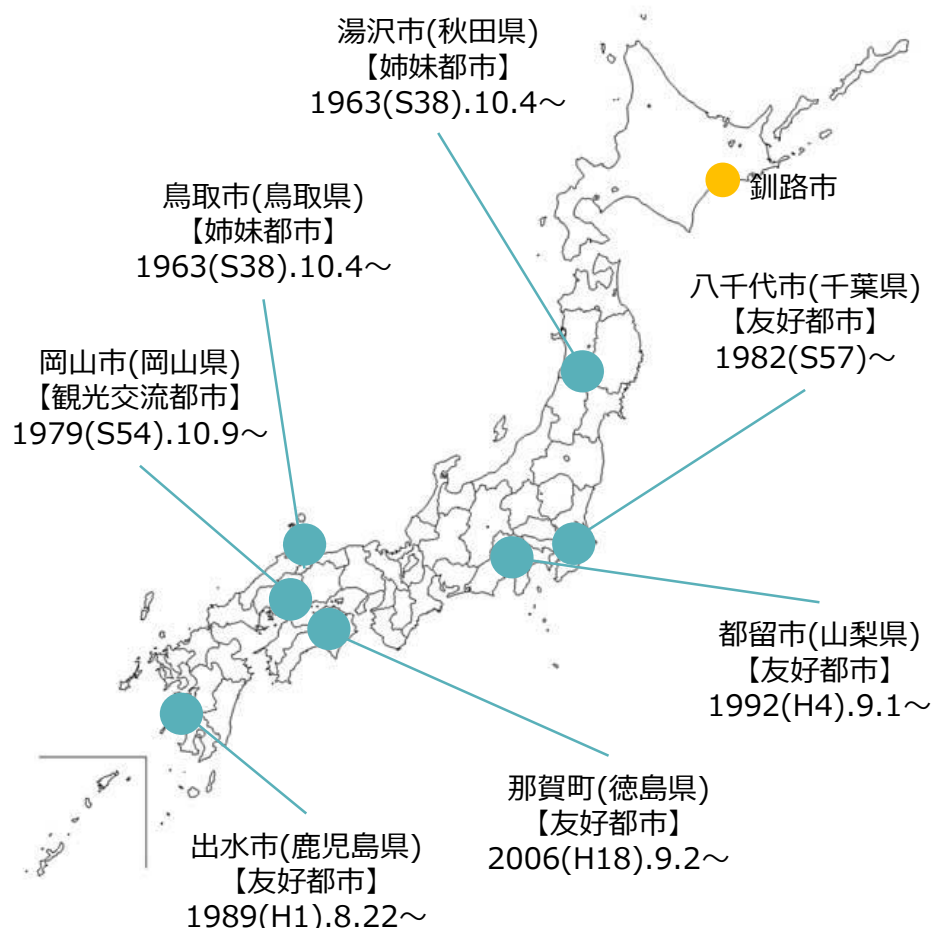 湯沢市(秋田県)
【姉妹都市】
1963(S38).10.4～
釧路市
鳥取市(鳥取県)
【姉妹都市】
1963(S38).10.4～
八千代市(千葉県)
【友好都市】
1982(S57)～
岡山市(岡山県)
【観光交流都市】
1979(S54).10.9～
都留市(山梨県)
【友好都市】
1992(H4).9.1～
那賀町(徳島県)
【友好都市】
2006(H18).9.2～
出水市(鹿児島県)
【友好都市】
1989(H1).8.22～